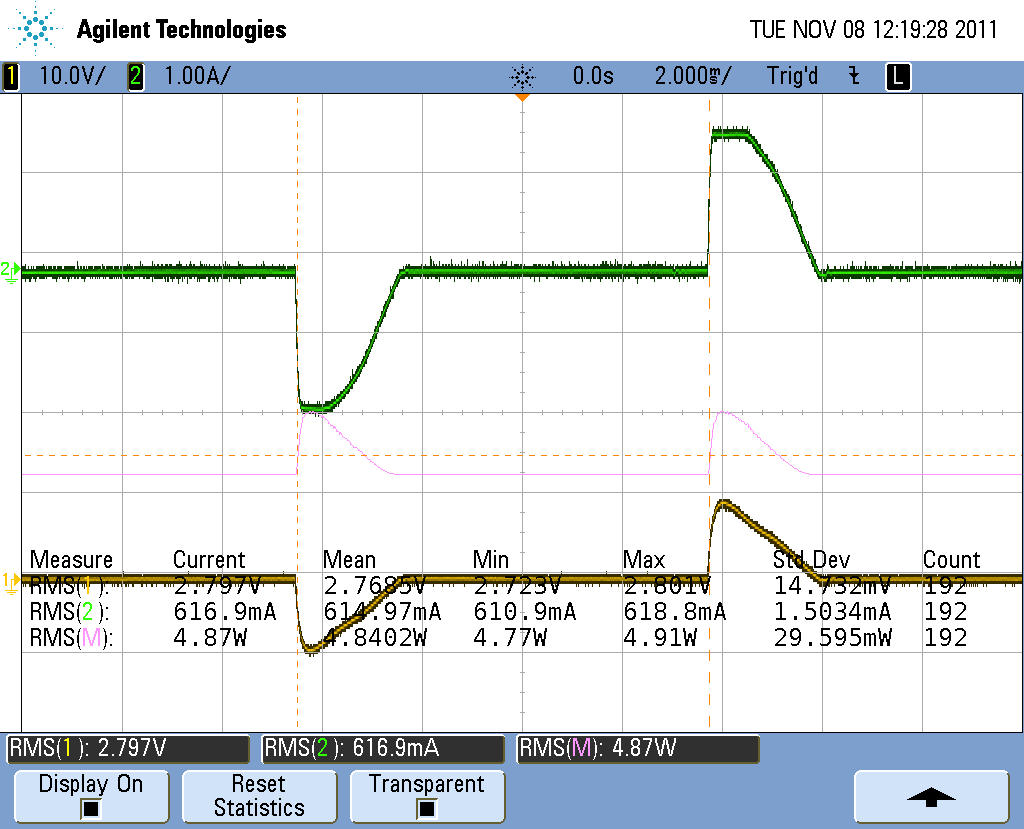 Agilent Technologies TUE NOV 08 12:19:28 2011
1 10.0V/ 2 1.00A/ 0.0s 2.000ms/ Trig'd L
2
1
Measure Current Mean Min Max Std Dev Count
RMS(1): 2.797V 2.7685V 2.723V 2.801V 14.732mV 192
RMS(2): 616.9mA 614.97mA 610.9mA 618.8mA 1.5034mA 192
RMS(M): 4.87W 4.8402W 4.77W 4.91W 29.595mW 192
RMS(1): 2.797V RMS(2): 616.9mA RMS(M): 4.87W
Display On Reset Statistics Transparent